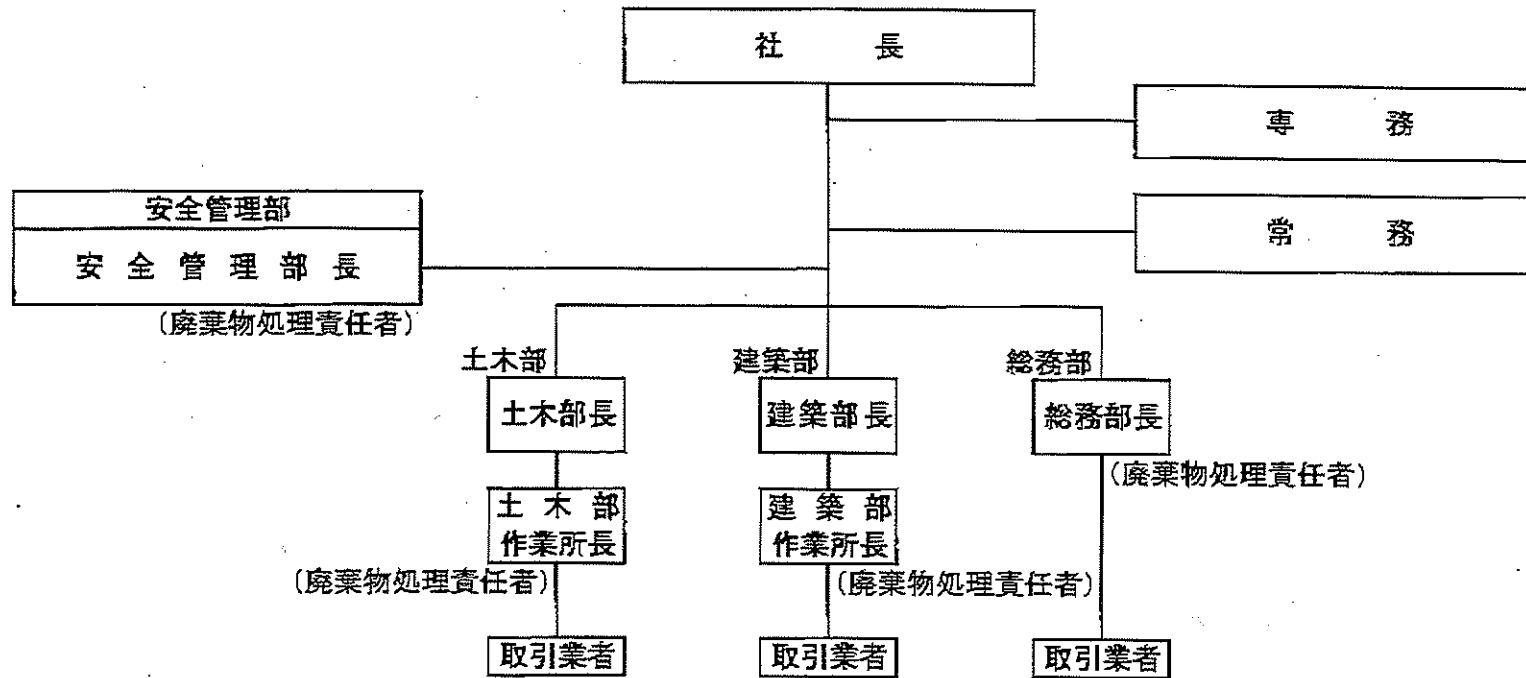 社長
専務
安全管理部
常務
安全管理部長
(廃棄物処理責任者)
土木部
建築部
総務部
土木部長
建築部長
総務部長
(廃棄物処理責任者)
土木部
作業所長
建築部
作業所長
(廃棄物処理責任者)
(廃棄物処理責任者)
取引業者
取引業者
取引業者